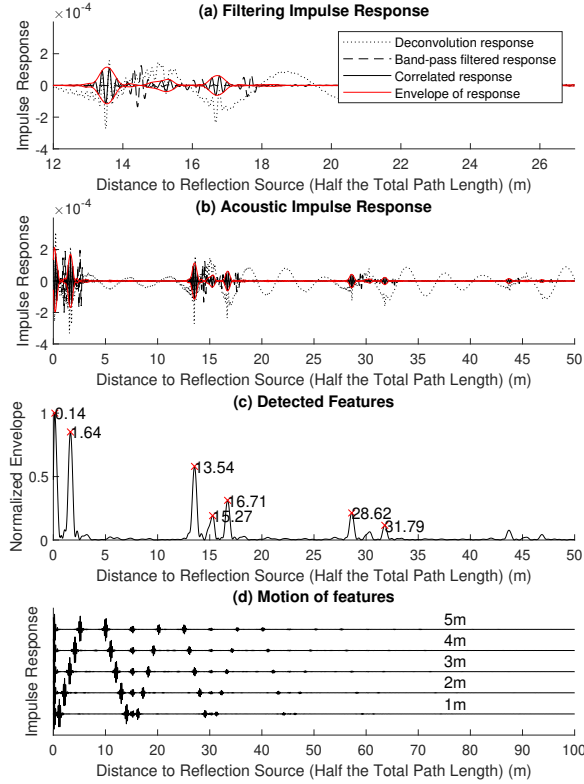 (a) Filtering Impulse Response
×10⁻⁴
Impulse Response
2
0
-2
-4
Deconvolution response
Band-pass filtered response
Correlated response
Envelope of response
12 14 16 18 20 22 24 26
Distance to Reflection Source (Half the Total Path Length) (m)
(b) Acoustic Impulse Response
×10⁻⁴
Impulse Response
2
0
-2
-4
0 5 10 15 20 25 30 35 40 45 50
Distance to Reflection Source (Half the Total Path Length) (m)
(c) Detected Features
Normalized Envelope
1
0.5
0
0.14
1.64
13.54
15.27
16.71
28.62
31.79
0 5 10 15 20 25 30 35 40 45 50
Distance to Reflection Source (Half the Total Path Length) (m)
(d) Motion of features
Impulse Response
5m
4m
3m
2m
1m
0 10 20 30 40 50 60 70 80 90 100
Distance to Reflection Source (Half the Total Path Length) (m)